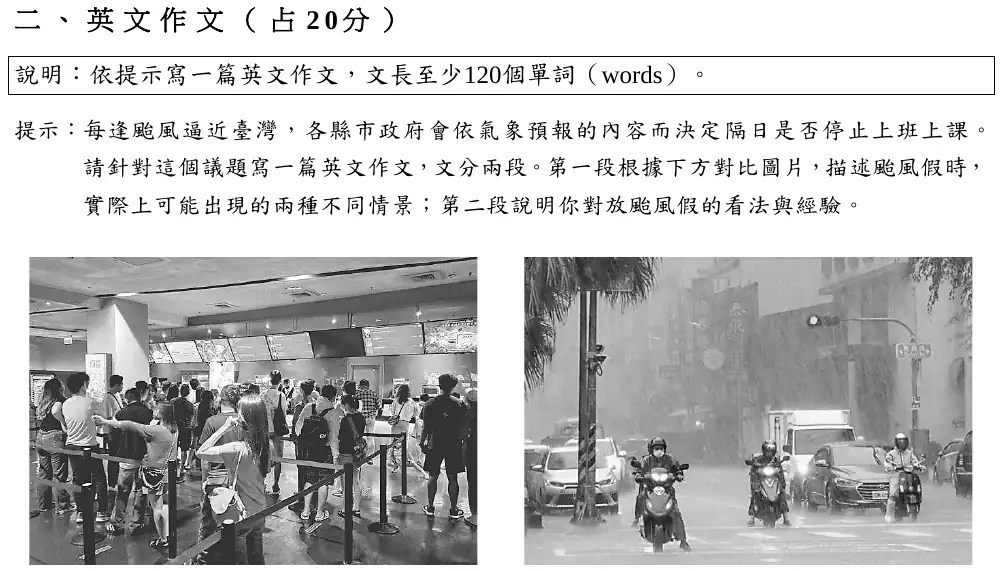 二、英文作文（占20分）
說明：依提示寫一篇英文作文，文長至少120個單詞（words）。
提示：每逢颱風逼近臺灣，各縣市政府會依氣象預報的內容而決定隔日是否停止上班上課。
請針對這個議題寫一篇英文作文，文分兩段。第一段根據下方對比圖片，描述颱風假時，
實際上可能出現的兩種不同情景；第二段說明你對放颱風假的看法與經驗。